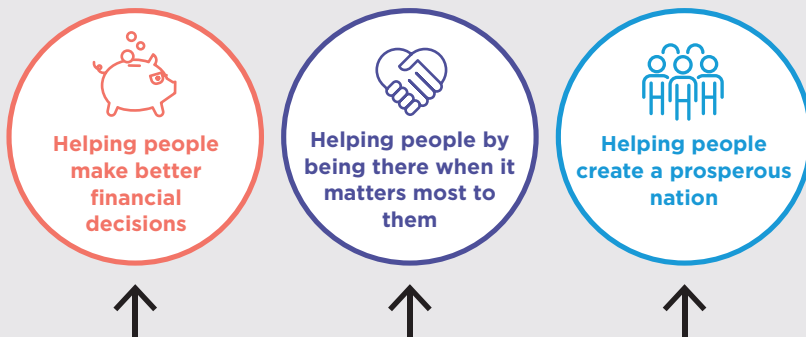 Helping people
make better
financial
decisions
Helping people by
being there when it
matters most to
them
Helping people
create a prosperous
nation